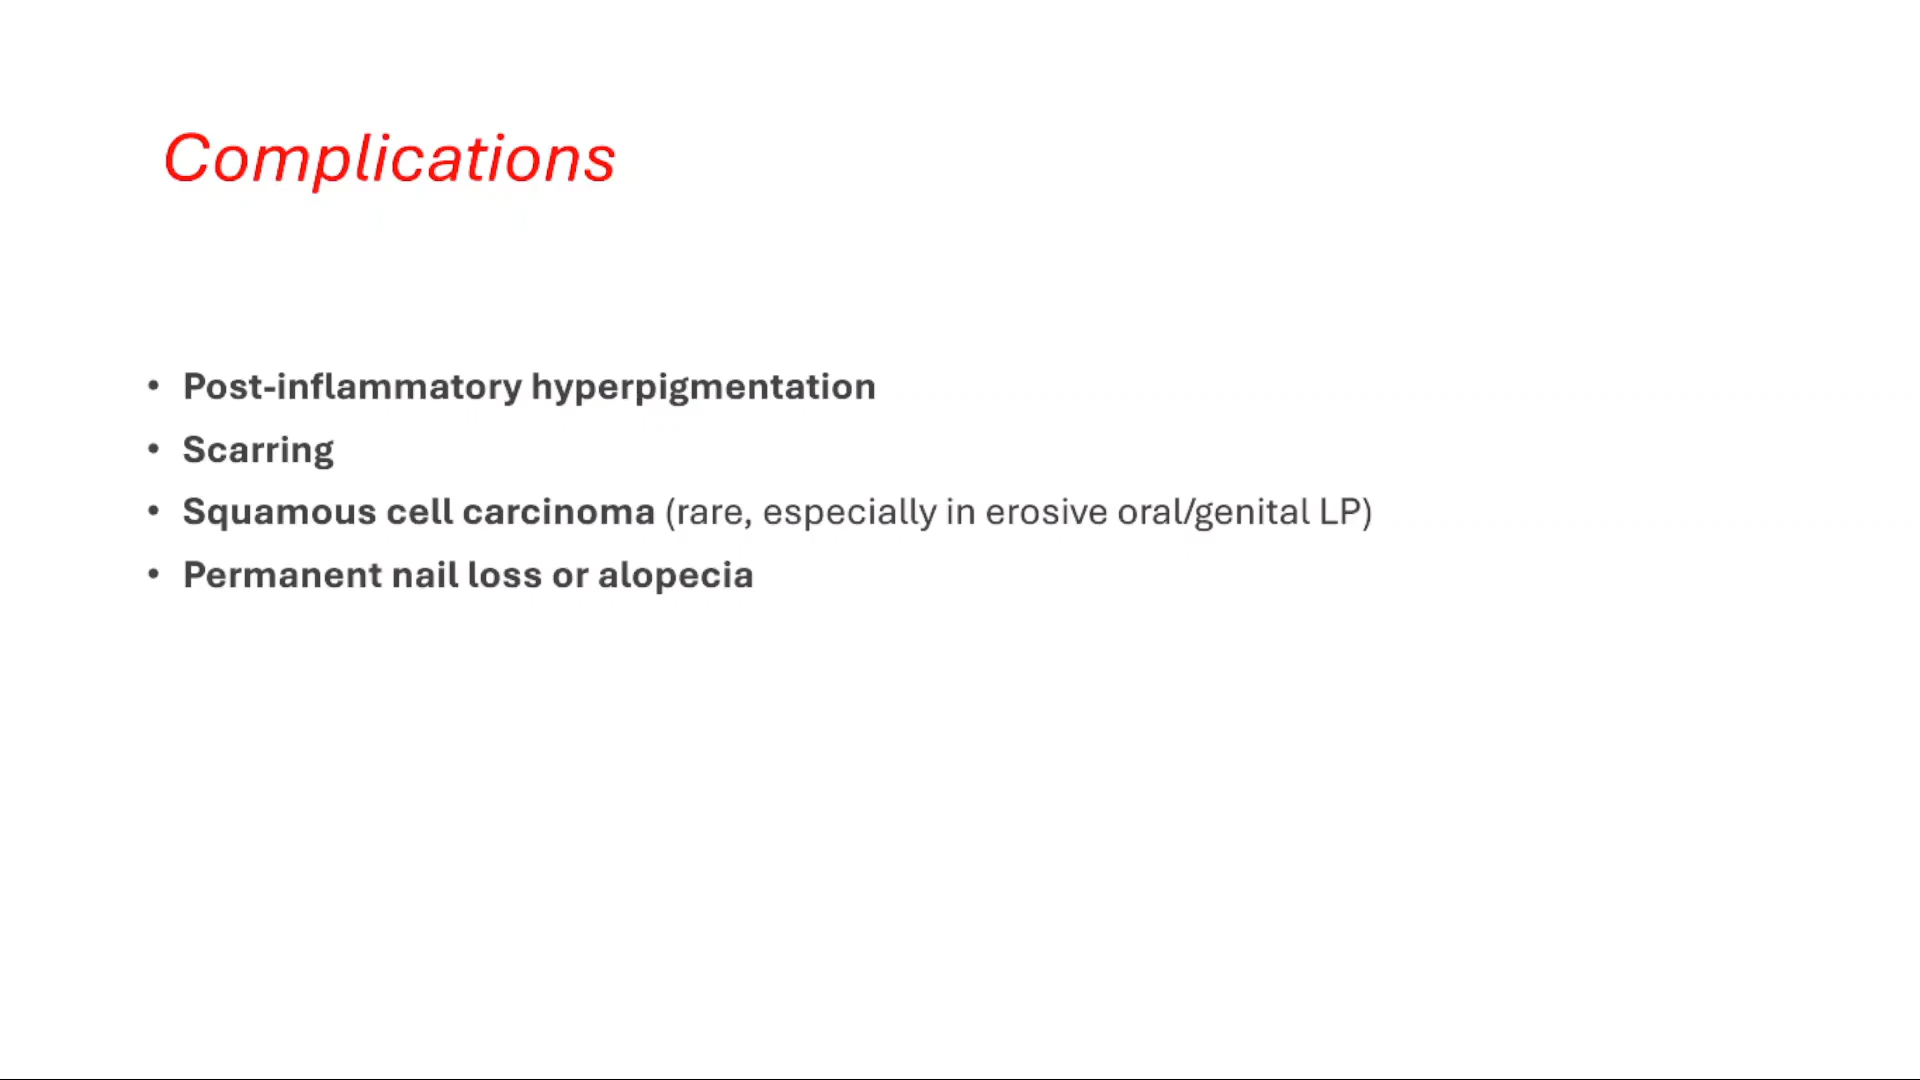 Complications
• Post-inflammatory hyperpigmentation
• Scarring
• Squamous cell carcinoma (rare, especially in erosive oral/genital LP)
• Permanent nail loss or alopecia